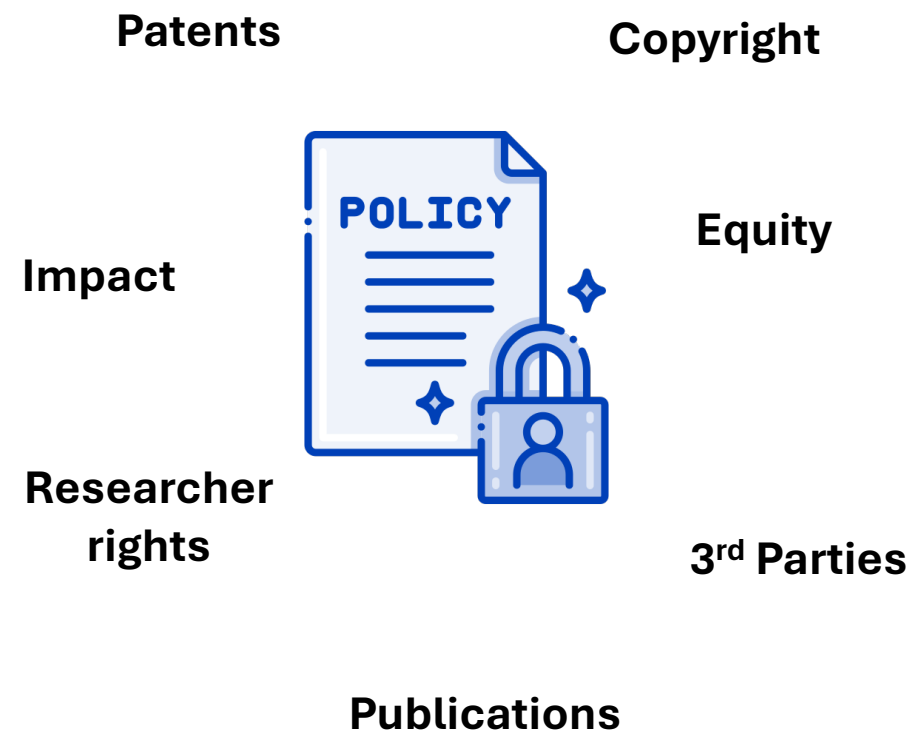 Patents
Copyright
POLICY
Equity
Impact
Researcher
rights
3rd Parties
Publications